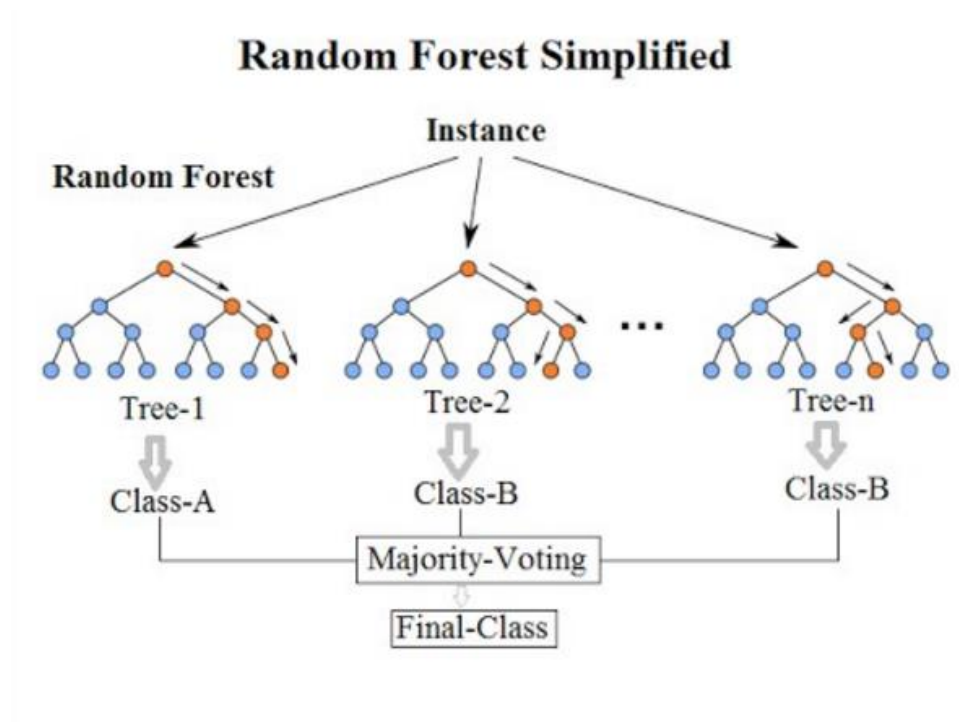 Random Forest Simplified
Instance
Random Forest
...
Tree-1
Tree-2
Tree-n
Class-A
Class-B
Class-B
Majority-Voting
Final-Class